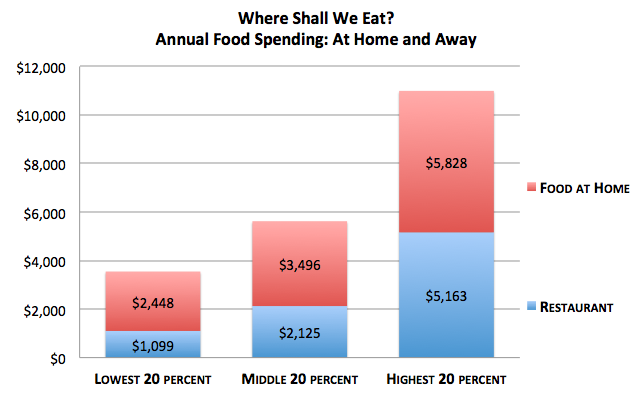 Where Shall We Eat?
Annual Food Spending: At Home and Away
$12,000
$10,000
$8,000
$6,000
$4,000
$2,000
$0
$5,828
$5,163
$3,496
$2,125
$2,448
$1,099
FOOD AT HOME
RESTAURANT
LOWEST 20 PERCENT
MIDDLE 20 PERCENT
HIGHEST 20 PERCENT